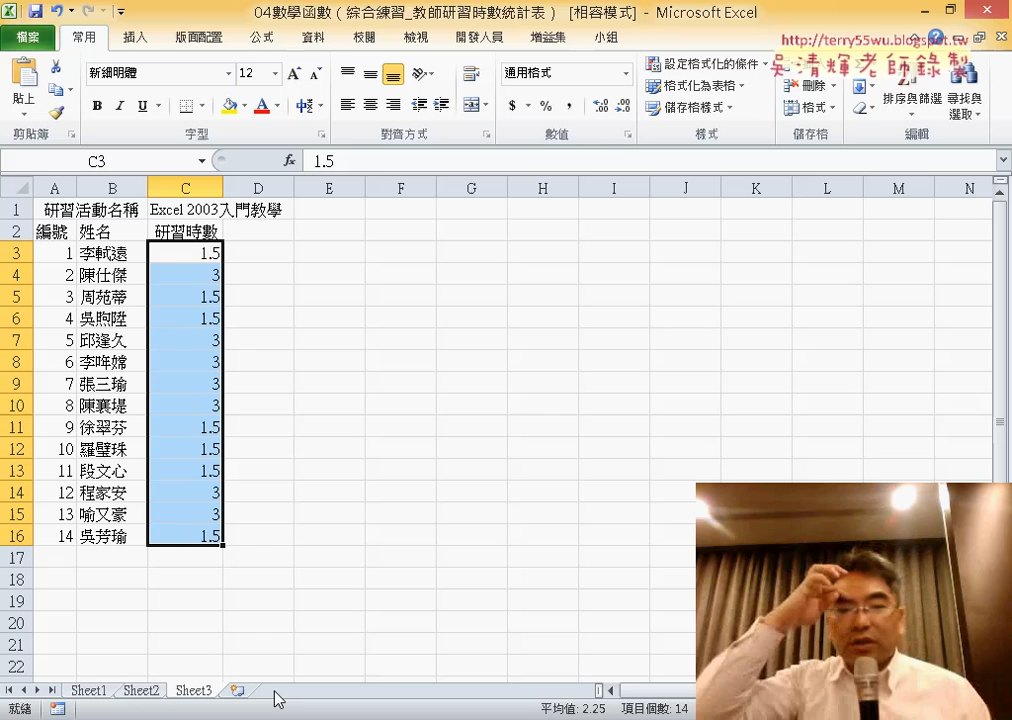 04數學函數（綜合練習_教師研習時數統計表） [相容模式] - Microsoft Excel
檔案 常用 插入 版面配置 公式 資料 校閱 檢視 開發人員 增益集 小組
http://terry55wu.blogspot.tw
吳清輝老師錄製
貼上
新細明體 12
通用格式
設定格式化的條件
格式化為表格
儲存格樣式
刪除
格式
排序與篩選
尋找與
選取
剪貼簿 字型 對齊方式 數值 樣式 儲存格 編輯
C3 fx 1.5
A B C D E F G H I J K L M N
1 研習活動名稱 Excel 2003入門教學
2 編號 姓名 研習時數
3 1 李軾遠 1.5
4 2 陳仕傑 3
5 3 周苑蒂 1.5
6 4 吳煦陞 1.5
7 5 邱逢久 3
8 6 李哖嫦 3
9 7 張三瑜 3
10 8 陳襄堤 3
11 9 徐翠芬 1.5
12 10 羅璧珠 1.5
13 11 段文心 1.5
14 12 程家安 3
15 13 喻又豪 3
16 14 吳芳瑜 1.5
17
18
19
20
21
22
Sheet1 Sheet2 Sheet3
就緒 平均值: 2.25 項目個數: 14